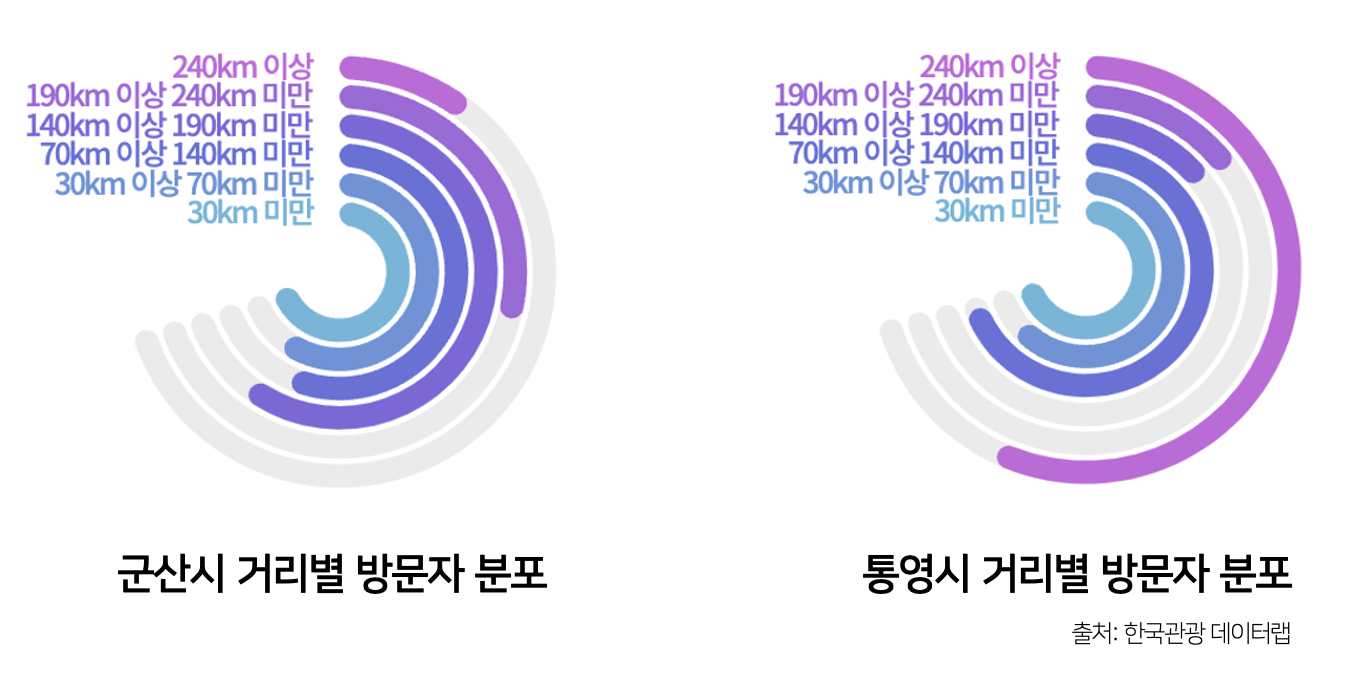 240km 이상
190km 이상 240km 미만
140km 이상 190km 미만
70km 이상 140km 미만
30km 이상 70km 미만
30km 미만
군산시 거리별 방문자 분포
240km 이상
190km 이상 240km 미만
140km 이상 190km 미만
70km 이상 140km 미만
30km 이상 70km 미만
30km 미만
통영시 거리별 방문자 분포
출처: 한국관광 데이터랩